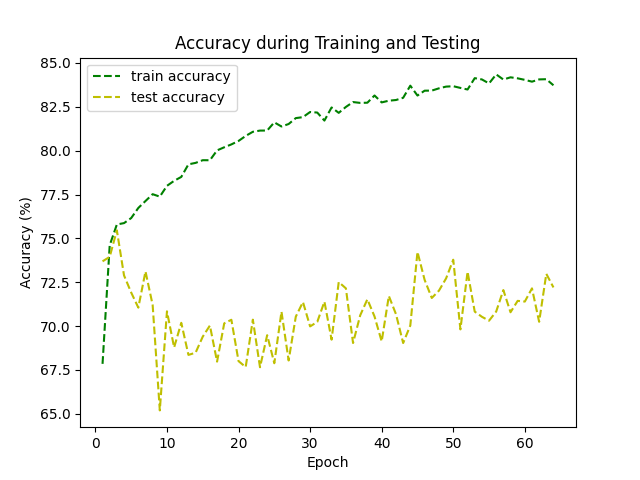 Accuracy during Training and Testing
85.0
82.5
80.0
77.5
75.0
72.5
70.0
67.5
65.0
Accuracy (%)
train accuracy
test accuracy
0 10 20 30 40 50 60
Epoch